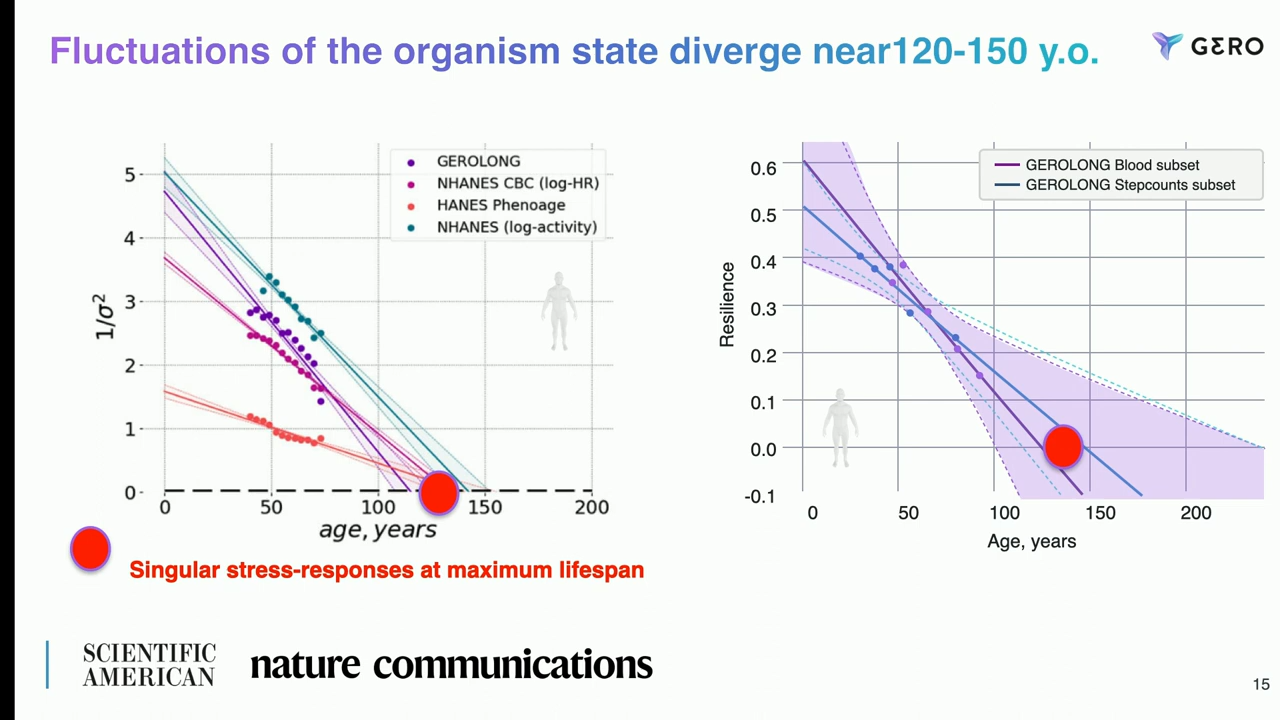 Fluctuations of the organism state diverge near120-150 y.o.
GΞRO
5
4
3
2
1
0
1/σ²
GEROLONG
NHANES CBC (log-HR)
HANES Phenoage
NHANES (log-activity)
0 50 100 150 200
age, years
0.6
0.5
0.4
0.3
0.2
0.1
0.0
-0.1
Resilience
GEROLONG Blood subset
GEROLONG Stepcounts subset
0 50 100 150 200
Age, years
Singular stress-responses at maximum lifespan
SCIENTIFIC
AMERICAN
nature communications
15